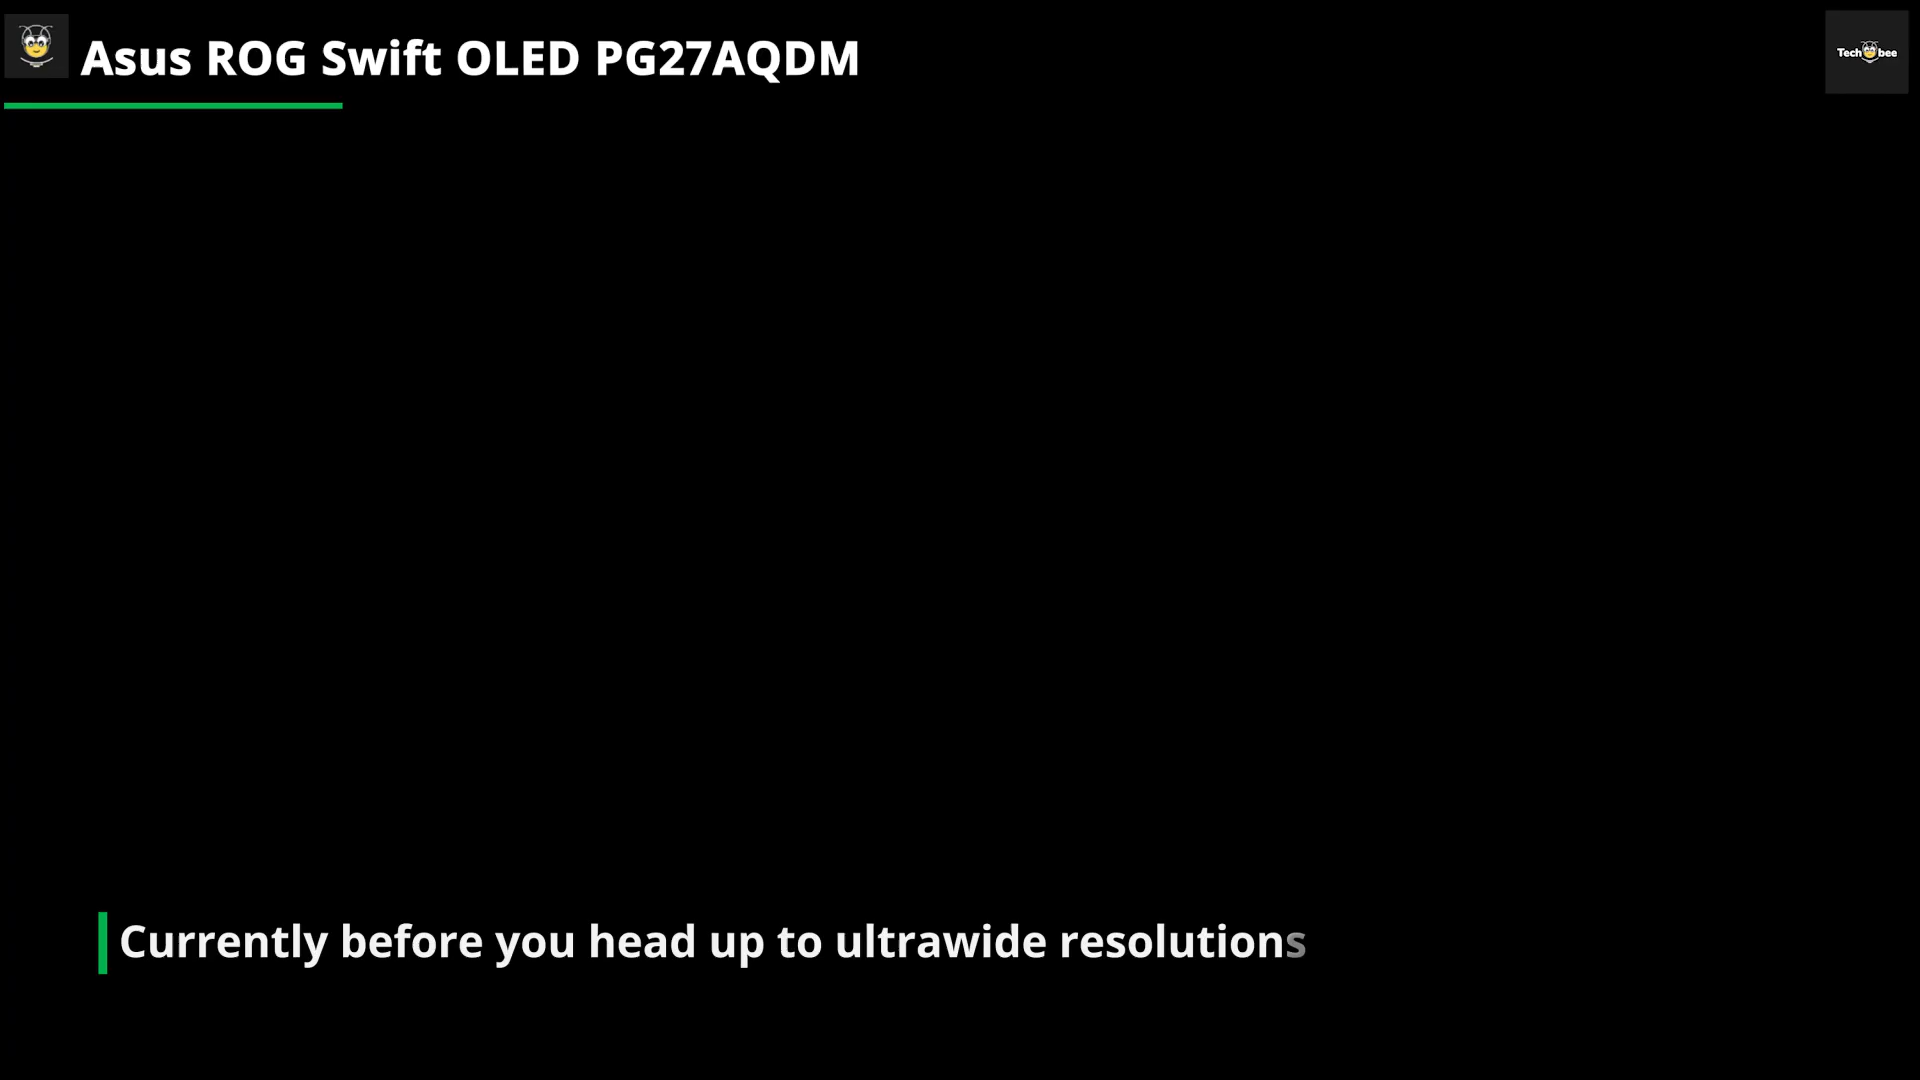 Asus ROG Swift OLED PG27AQDM
Tech bee
Currently before you head up to ultrawide resolutions